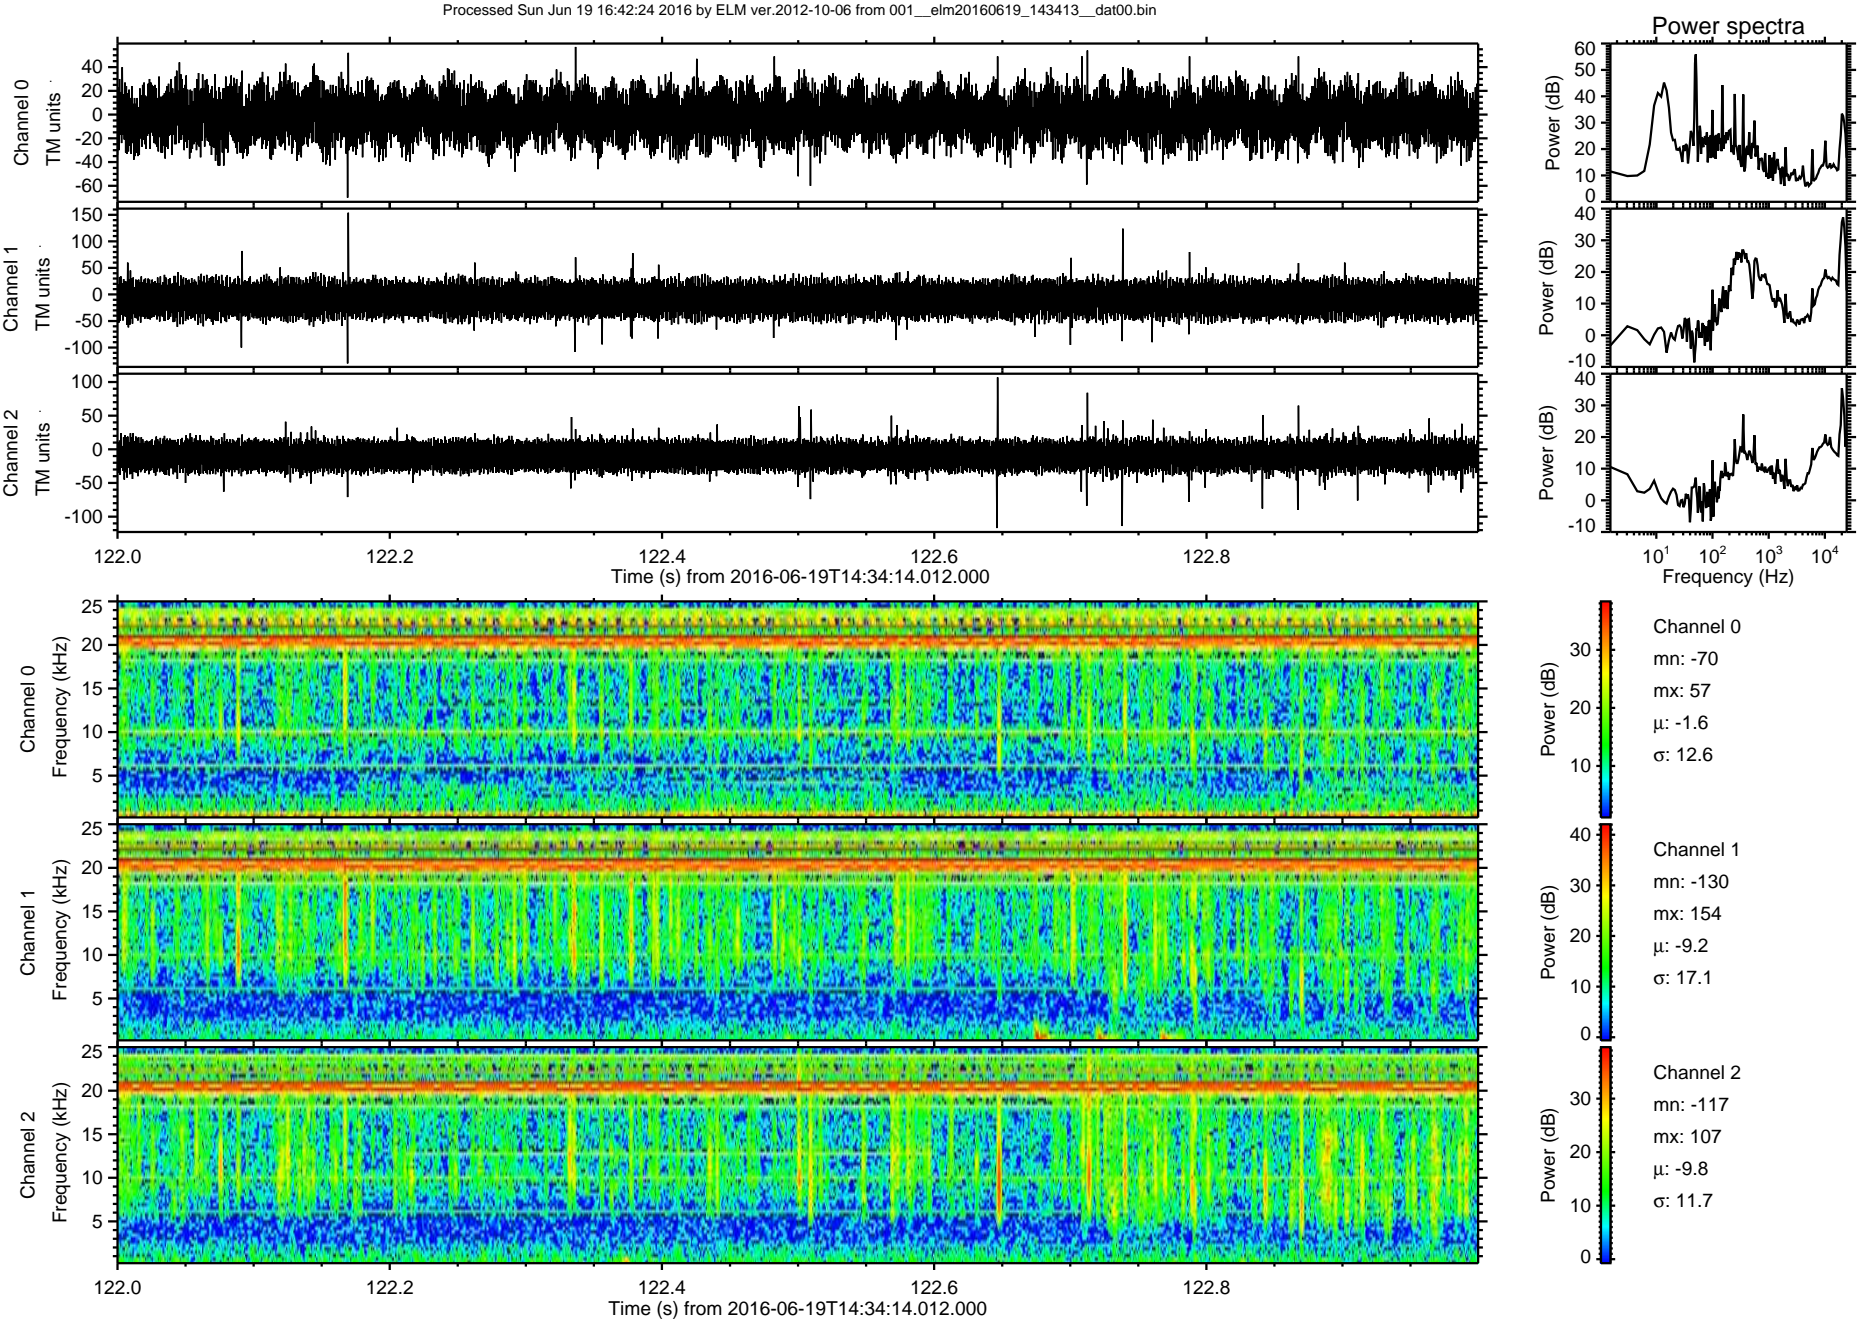 Processed Sun Jun 19 16:42:24 2016 by ELM ver.2012-10-06 from 001__elm20160619_143413__dat00.bin
Power spectra
Channel 0
TM units
40
20
0
-20
-40
-60
Power (dB)
60
50
40
30
20
10
0
Channel 1
TM units
150
100
50
0
-50
-100
Power (dB)
40
30
20
10
0
-10
Channel 2
TM units
100
50
0
-50
-100
Power (dB)
40
30
20
10
0
-10
122.0 122.2 122.4 122.6 122.8
Time (s) from 2016-06-19T14:34:14.012.000
10^1 10^2 10^3 10^4
Frequency (Hz)
Channel 0
Frequency (kHz)
25
20
15
10
5
Power (dB)
30
20
10
Channel 0
mn: -70
mx: 57
μ: -1.6
σ: 12.6
Channel 1
Frequency (kHz)
25
20
15
10
5
Power (dB)
40
30
20
10
0
Channel 1
mn: -130
mx: 154
μ: -9.2
σ: 17.1
Channel 2
Frequency (kHz)
25
20
15
10
5
Power (dB)
30
20
10
0
Channel 2
mn: -117
mx: 107
μ: -9.8
σ: 11.7
122.0 122.2 122.4 122.6 122.8
Time (s) from 2016-06-19T14:34:14.012.000